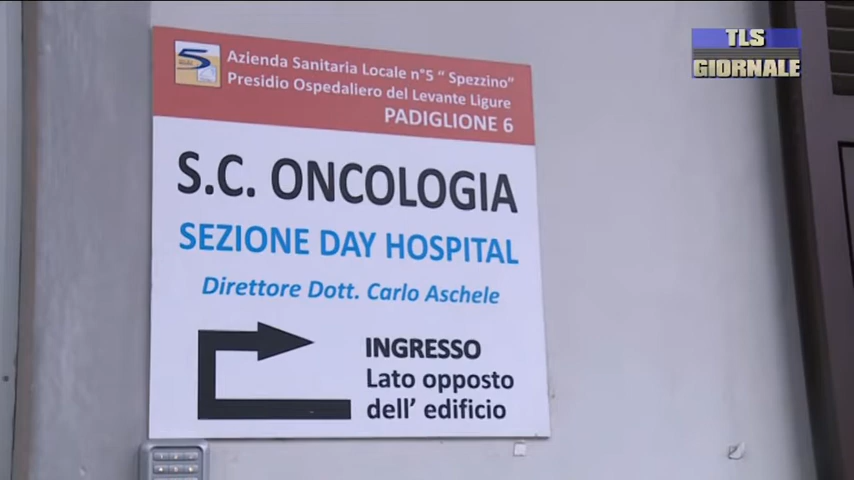 TLS
GIORNALE
5
Azienda Sanitaria Locale n°5 “ Spezzino”
Presidio Ospedaliero del Levante Ligure
PADIGLIONE 6
S.C. ONCOLOGIA
SEZIONE DAY HOSPITAL
Direttore Dott. Carlo Aschele
INGRESSO
Lato opposto
dell’ edificio